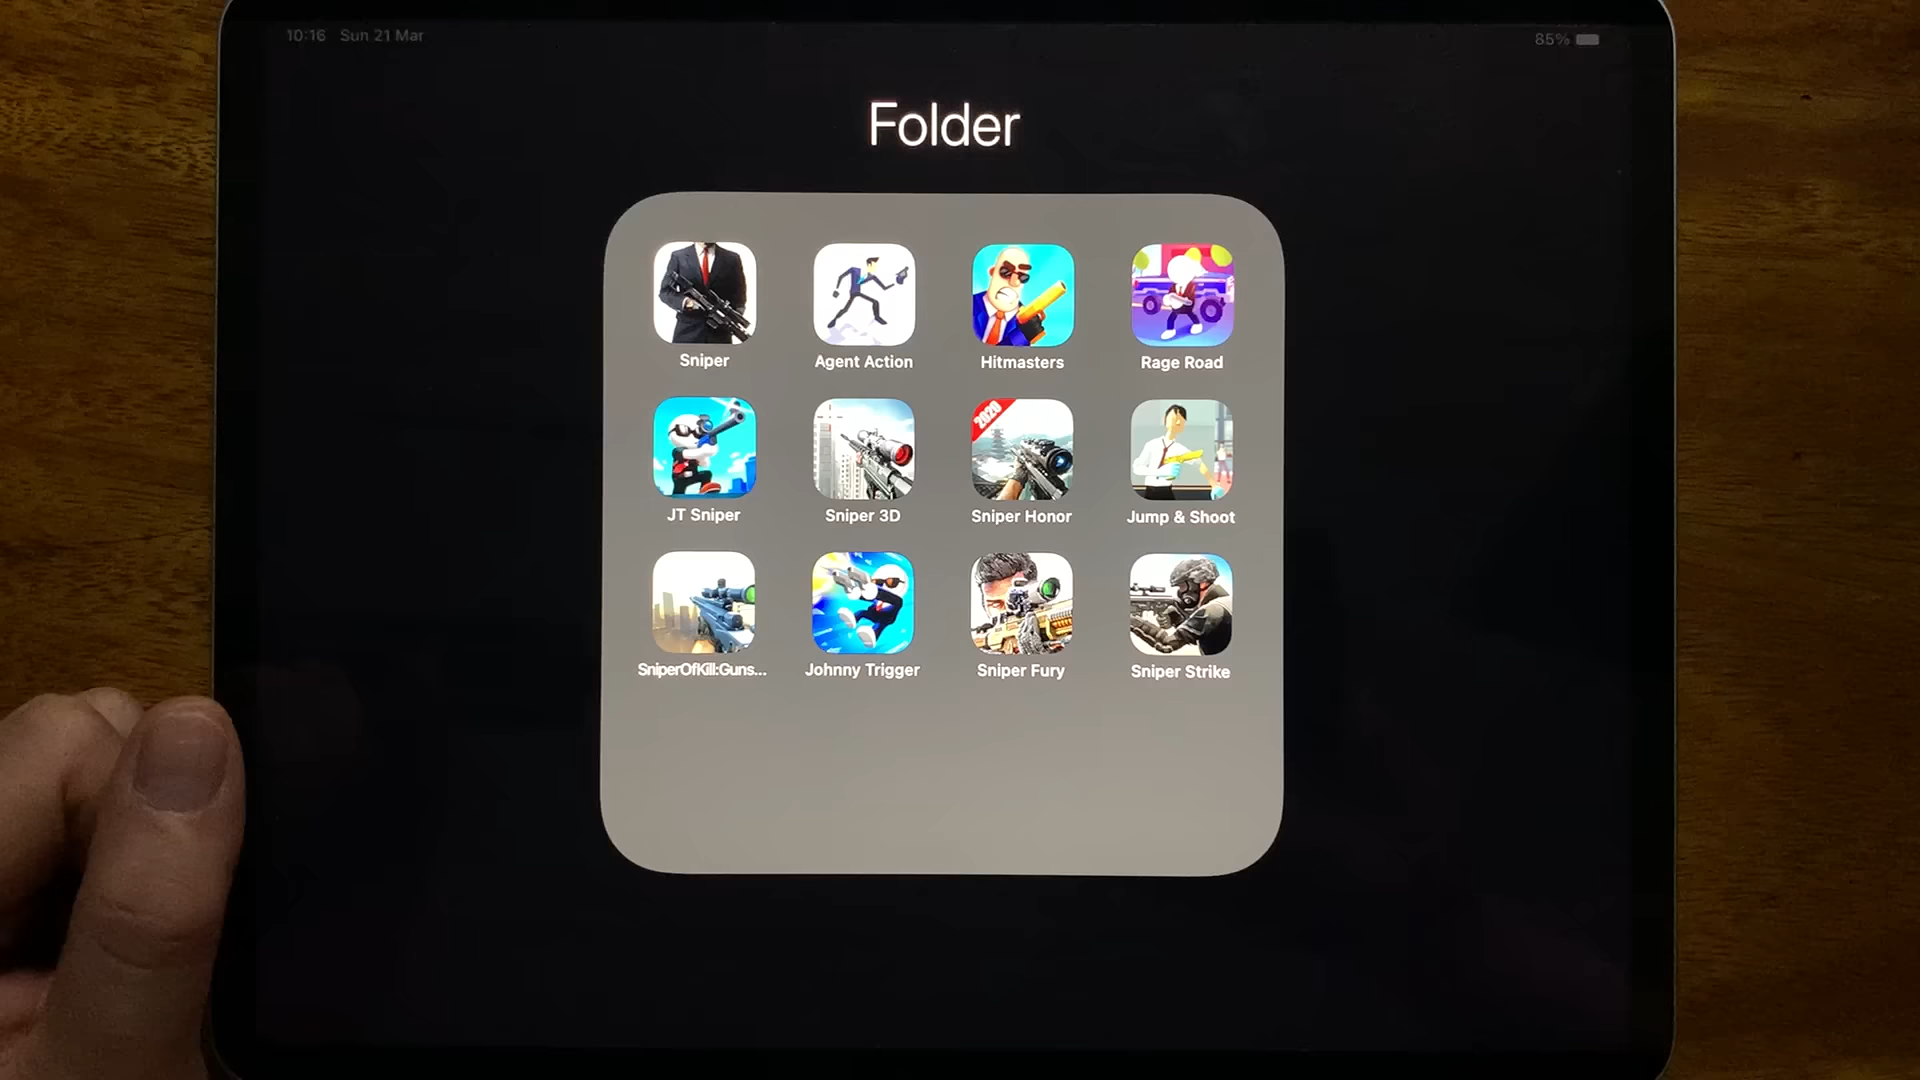 10:16 Sun 21 Mar
85%
Folder
Sniper
Agent Action
Hitmasters
Rage Road
2020
JT Sniper
Sniper 3D
Sniper Honor
Jump & Shoot
SniperOfKill:Guns...
Johnny Trigger
Sniper Fury
Sniper Strike